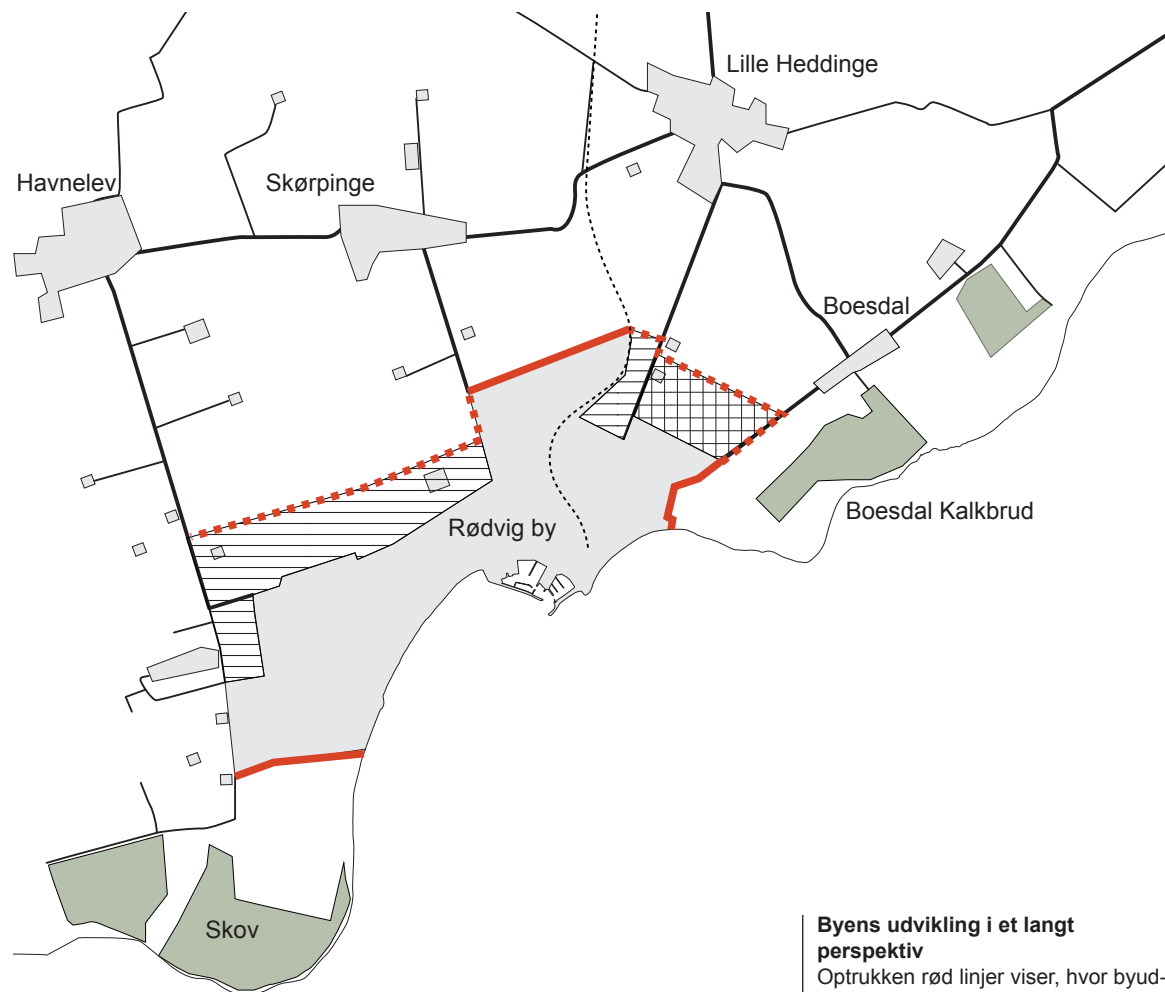 Lille Heddinge
Havnelev
Skørpinge
Boesdal
Boesdal Kalkbrud
Rødvig by
Skov
Byens udvikling i et langt
perspektiv
Optrukken rød linjer viser, hvor byud-